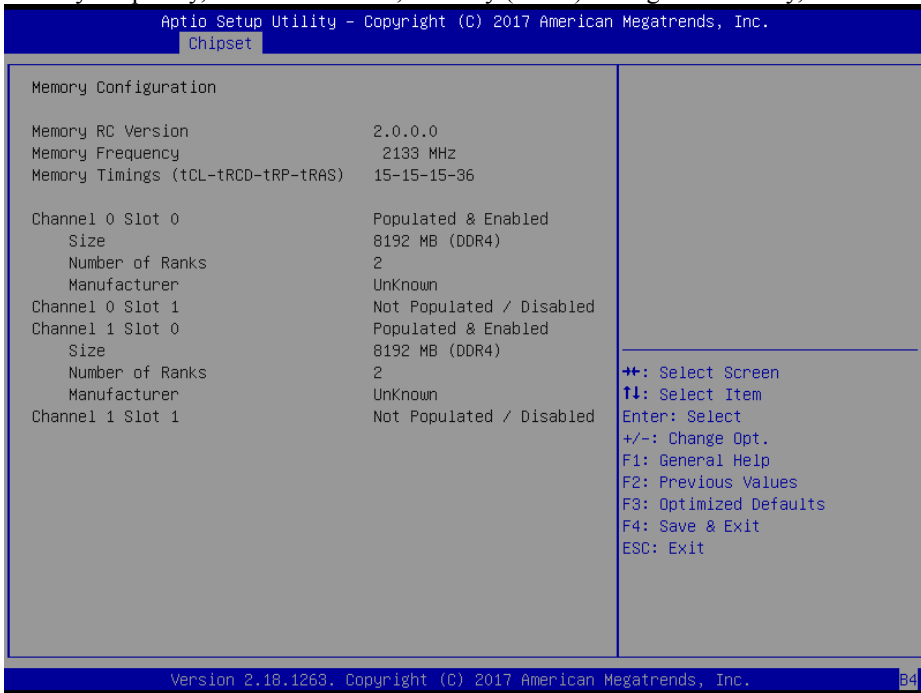 Aptio Setup Utility – Copyright (C) 2017 American Megatrends, Inc.
Chipset
Memory Configuration
Memory RC Version 2.0.0.0
Memory Frequency 2133 MHz
Memory Timings (tCL-tRCD-tRP-tRAS) 15-15-15-36
Channel 0 Slot 0 Populated & Enabled
Size 8192 MB (DDR4)
Number of Ranks 2
Manufacturer UnKnown
Channel 0 Slot 1 Not Populated / Disabled
Channel 1 Slot 0 Populated & Enabled
Size 8192 MB (DDR4)
Number of Ranks 2
Manufacturer UnKnown
Channel 1 Slot 1 Not Populated / Disabled
→←: Select Screen
↑↓: Select Item
Enter: Select
+/-: Change Opt.
F1: General Help
F2: Previous Values
F3: Optimized Defaults
F4: Save & Exit
ESC: Exit
Version 2.18.1263. Copyright (C) 2017 American Megatrends, Inc.
B4